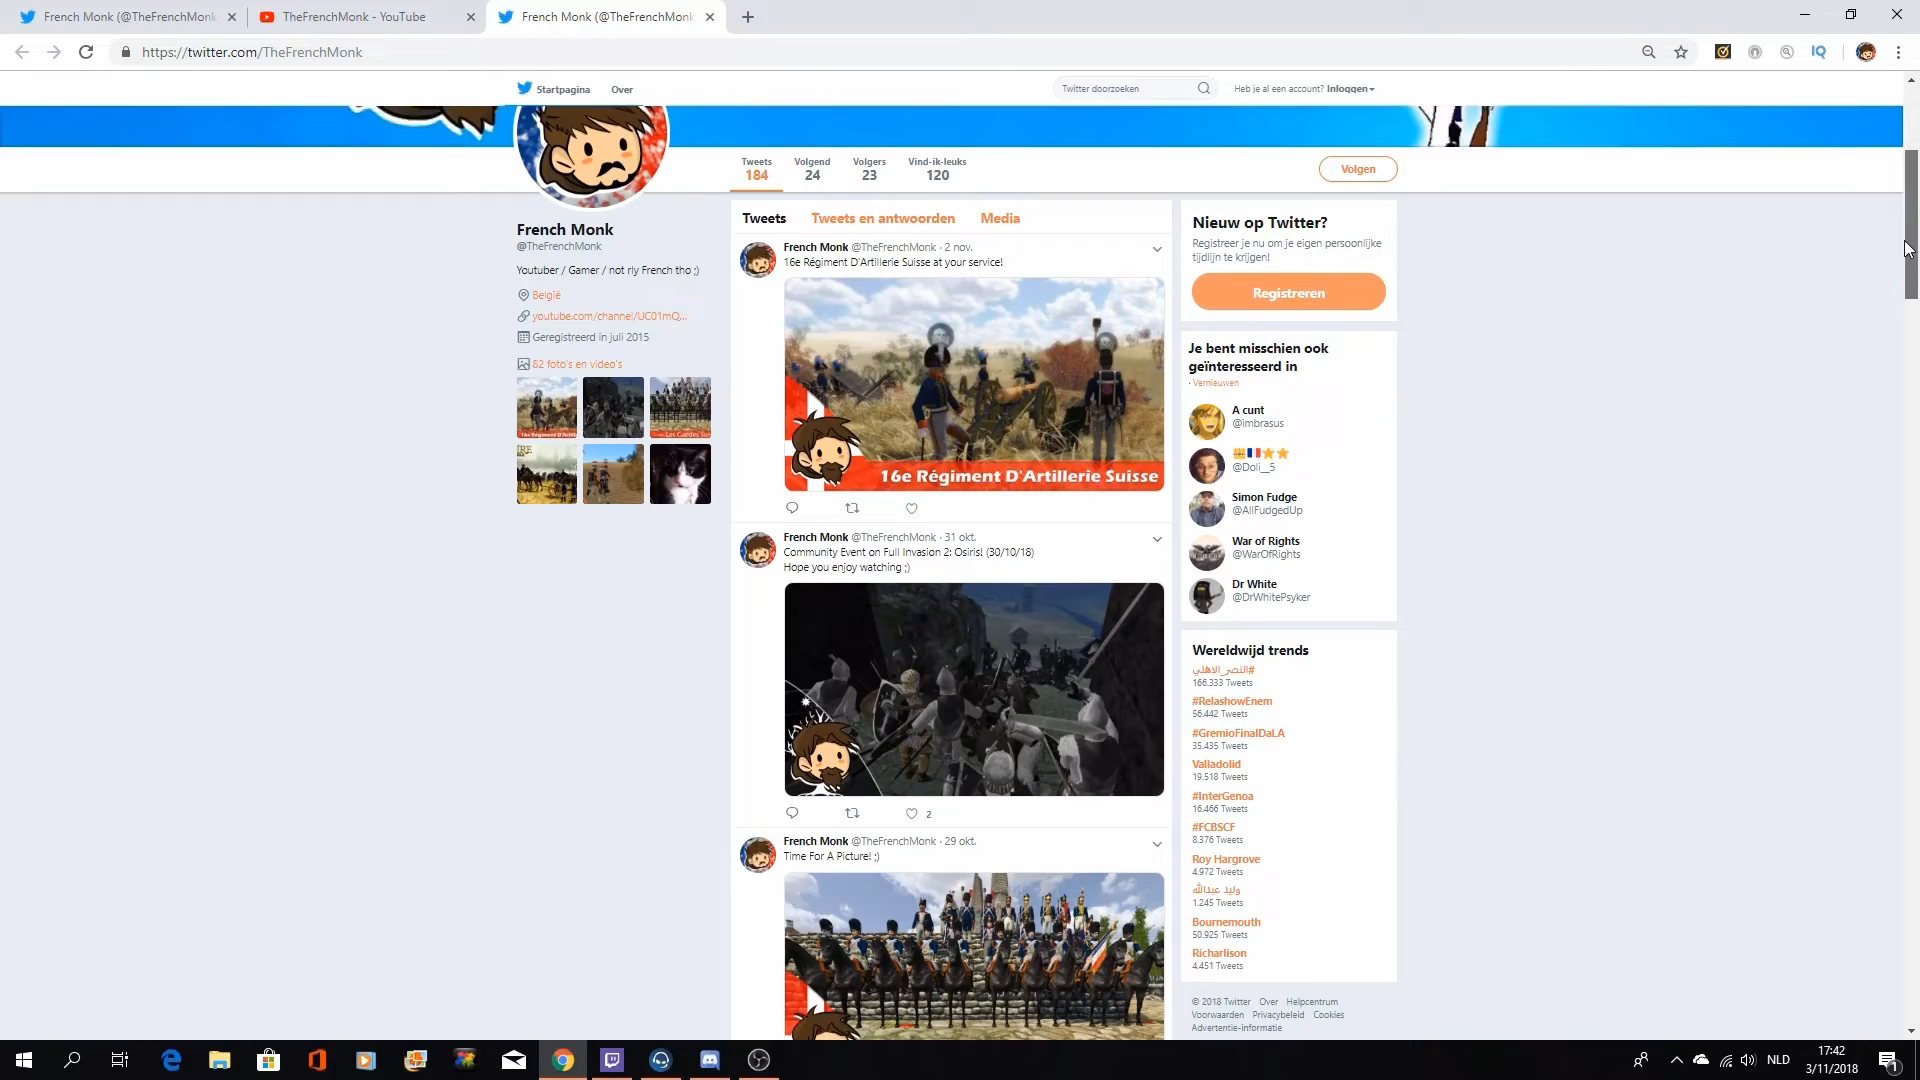 French Monk (@TheFrenchMonk
TheFrenchMonk - YouTube
French Monk (@TheFrenchMonk
https://twitter.com/TheFrenchMonk
IQ
Startpagina
Over
Twitter doorzoeken
Heb je al een account? Inloggen
Tweets
184
Volgend
24
Volgers
23
Vind-ik-leuks
120
Volgen
French Monk
@TheFrenchMonk
Youtuber / Gamer / not rly French tho ;)
België
youtube.com/channel/UC01mQ...
Geregistreerd in juli 2015
82 foto's en video's
Tweets
Tweets en antwoorden
Media
French Monk @TheFrenchMonk · 2 nov.
16e Régiment D'Artillerie Suisse at your service!
16e Régiment D'Artillerie Suisse
French Monk @TheFrenchMonk · 31 okt.
Community Event on Full Invasion 2: Osiris! (30/10/18)
Hope you enjoy watching ;)
2
French Monk @TheFrenchMonk · 29 okt.
Time For A Picture! ;)
Nieuw op Twitter?
Registreer je nu om je eigen persoonlijke
tijdlijn te krijgen!
Registreren
Je bent misschien ook
geïnteresseerd in
· Vernieuwen
A cunt
@imbrasus
@Doli__5
Simon Fudge
@AllFudgedUp
War of Rights
@WarOfRights
Dr White
@DrWhitePsyker
Wereldwijd trends
#النصر_الاهلي
166.333 Tweets
#RelashowEnem
56.442 Tweets
#GremioFinalDaLA
35.435 Tweets
Valladolid
19.518 Tweets
#InterGenoa
16.466 Tweets
#FCBSCF
8.376 Tweets
Roy Hargrove
4.972 Tweets
وليد عبدالله
1.245 Tweets
Bournemouth
50.925 Tweets
Richarlison
4.451 Tweets
© 2018 Twitter Over Helpcentrum
Voorwaarden Privacybeleid Cookies
Advertentie-informatie
NLD
17:42
3/11/2018
1